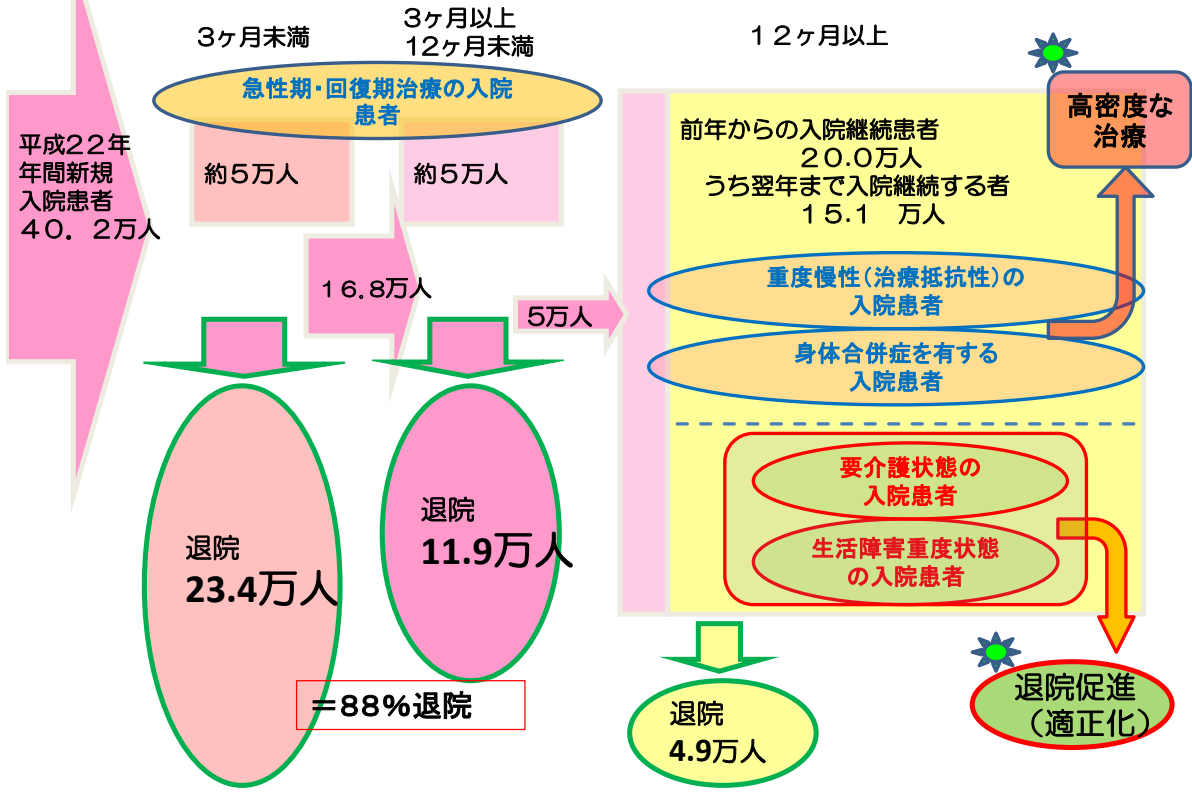 3ヶ月未満
3ヶ月以上
12ヶ月未満
１２ヶ月以上
急性期・回復期治療の入院
患者
平成２２年
年間新規
入院患者
４０．２万人
約５万人
約５万人
前年からの入院継続患者
２０.０万人
うち翌年まで入院継続する者
１５.１　万人
高密度な
治療
１６.８万人
5万人
重度慢性（治療抵抗性）の
入院患者
身体合併症を有する
入院患者
要介護状態の
入院患者
生活障害重度状態
の入院患者
退院
23.4万人
退院
11.9万人
＝88%退院
退院
4.9万人
退院促進
（適正化）